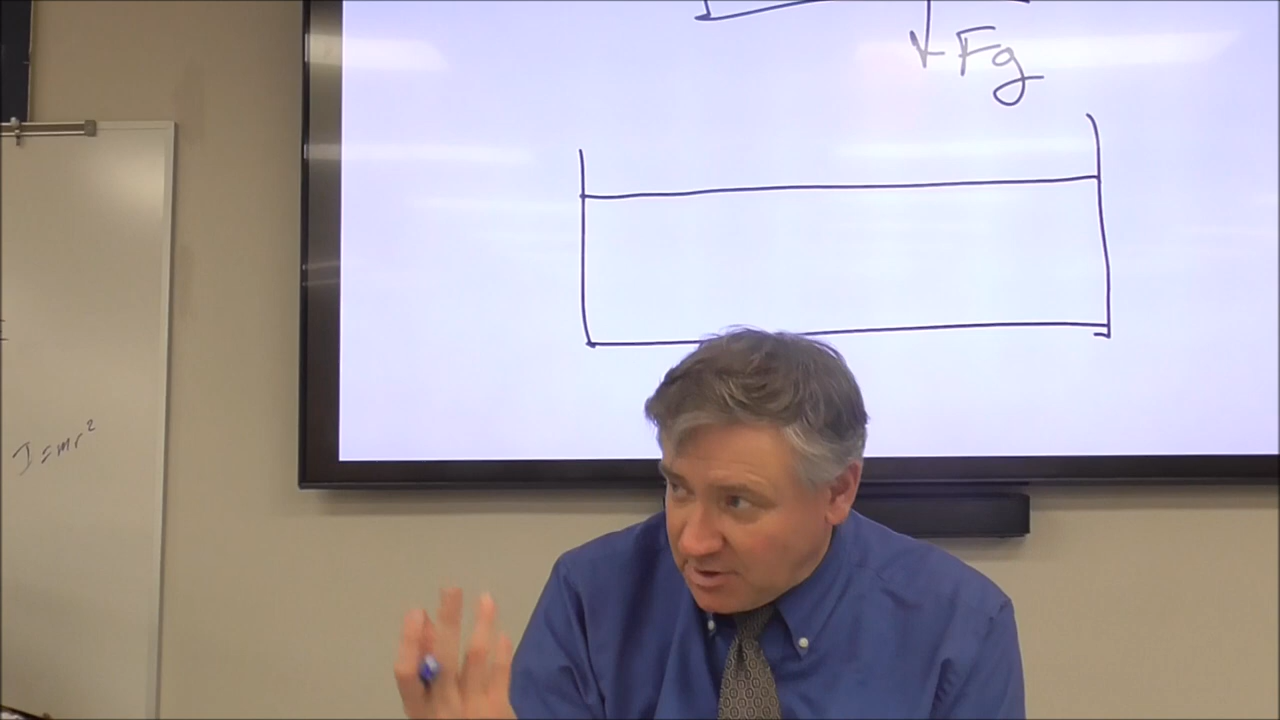 Fg
I = mr²